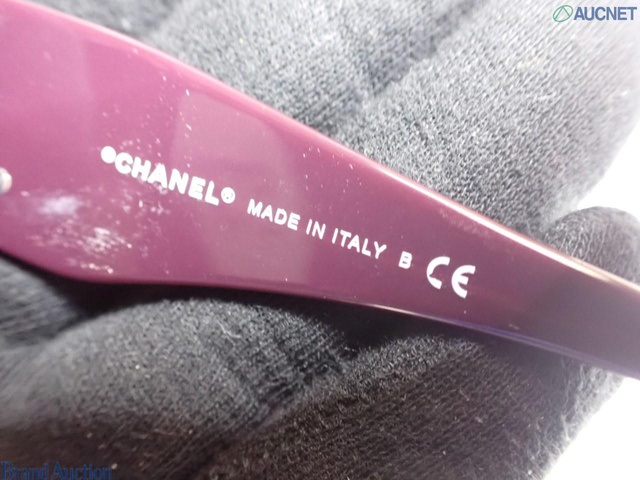 AUCNET
©CHANEL® MADE IN ITALY B CE
Brand Auction